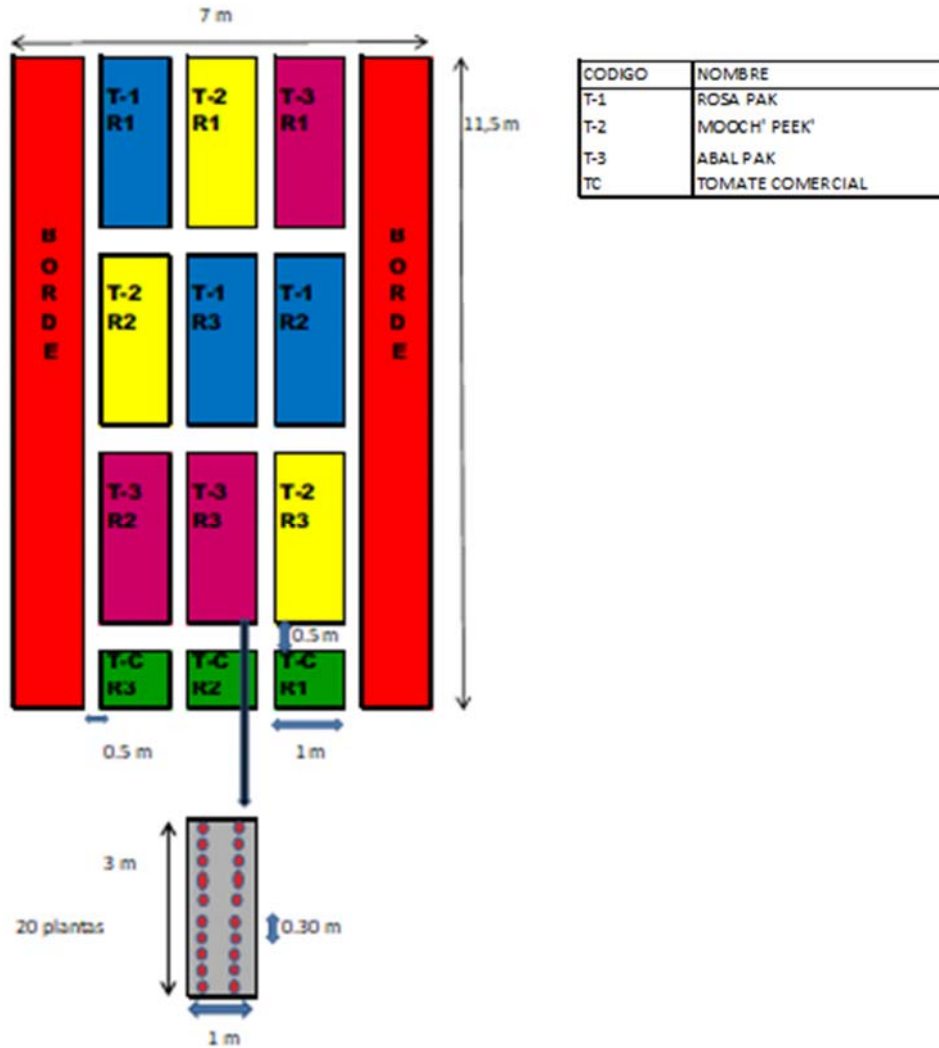 7 m
CODIGO NOMBRE
T-1 ROSA PAK
T-2 MOOCH' PEEK'
T-3 ABAL PAK
TC TOMATE COMERCIAL
11,5 m
T-1
R1
T-2
R1
T-3
R1
B
O
R
D
E
B
O
R
D
E
T-2
R2
T-1
R3
T-1
R2
T-3
R2
T-3
R3
T-2
R3
0.5 m
T-C
R3
T-C
R2
T-C
R1
0.5 m
1 m
3 m
20 plantas
0.30 m
1 m